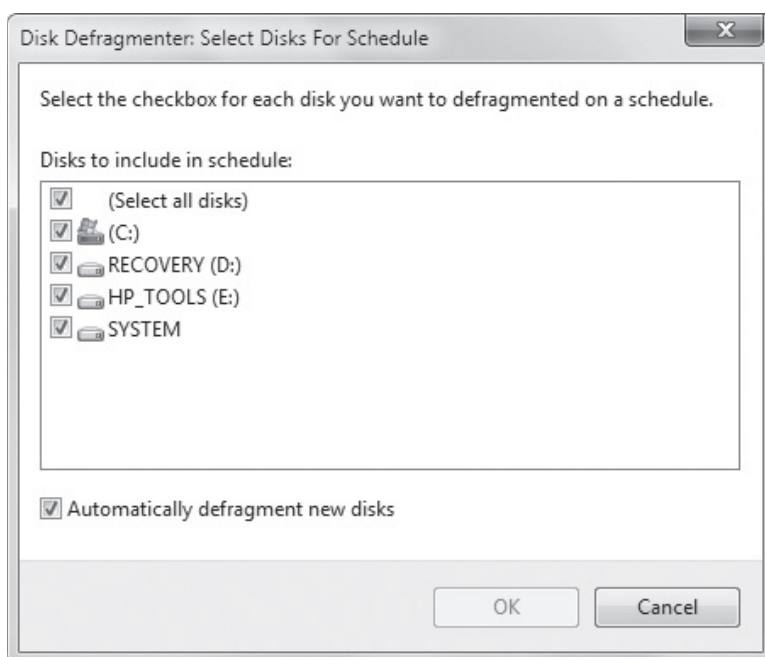 Disk Defragmenter: Select Disks For Schedule
Select the checkbox for each disk you want to defragmented on a schedule.
Disks to include in schedule:
(Select all disks)
(C:)
RECOVERY (D:)
HP_TOOLS (E:)
SYSTEM
Automatically defragment new disks
OK
Cancel